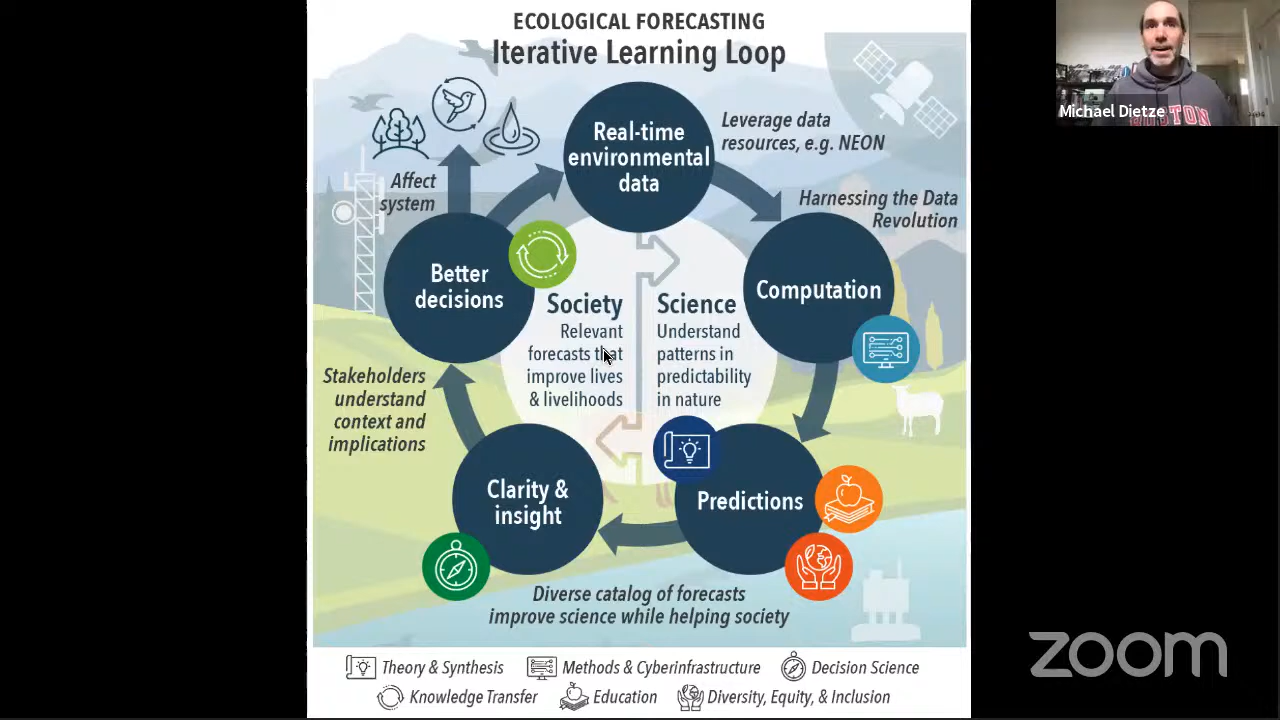 ECOLOGICAL FORECASTING
Iterative Learning Loop
Michael Dietze
BOSTON
Real-time
environmental
data
Leverage data
resources, e.g. NEON
Harnessing the Data
Revolution
Affect
system
Better
decisions
Computation
Society
Relevant
forecasts that
improve lives
& livelihoods
Science
Understand
patterns in
predictability
in nature
Stakeholders
understand
context and
implications
Clarity &
insight
Predictions
Diverse catalog of forecasts
improve science while helping society
Theory & Synthesis
Methods & Cyberinfrastructure
Decision Science
Knowledge Transfer
Education
Diversity, Equity, & Inclusion
zoom